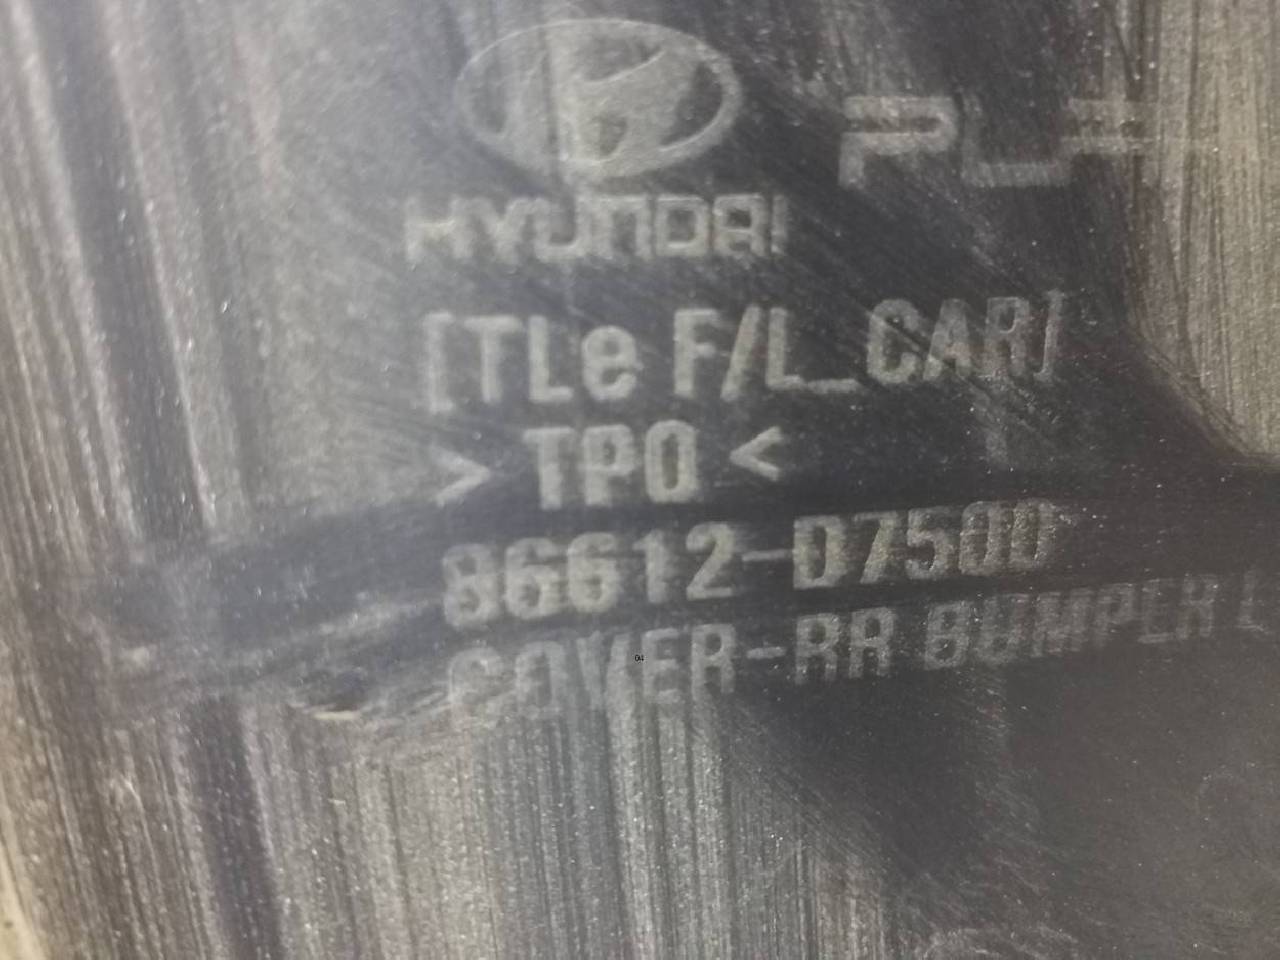 HYUNDAI
[TLe F/L_CAR]
> TPO <
86612-D7500
COVER-RR BUMPER L